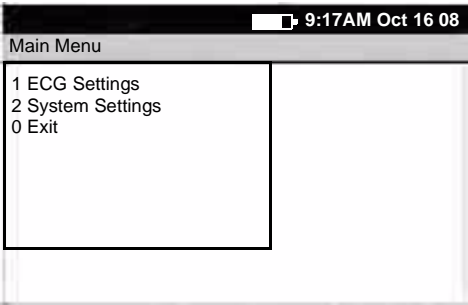 9:17AM Oct 16 08
Main Menu
1 ECG Settings
2 System Settings
0 Exit